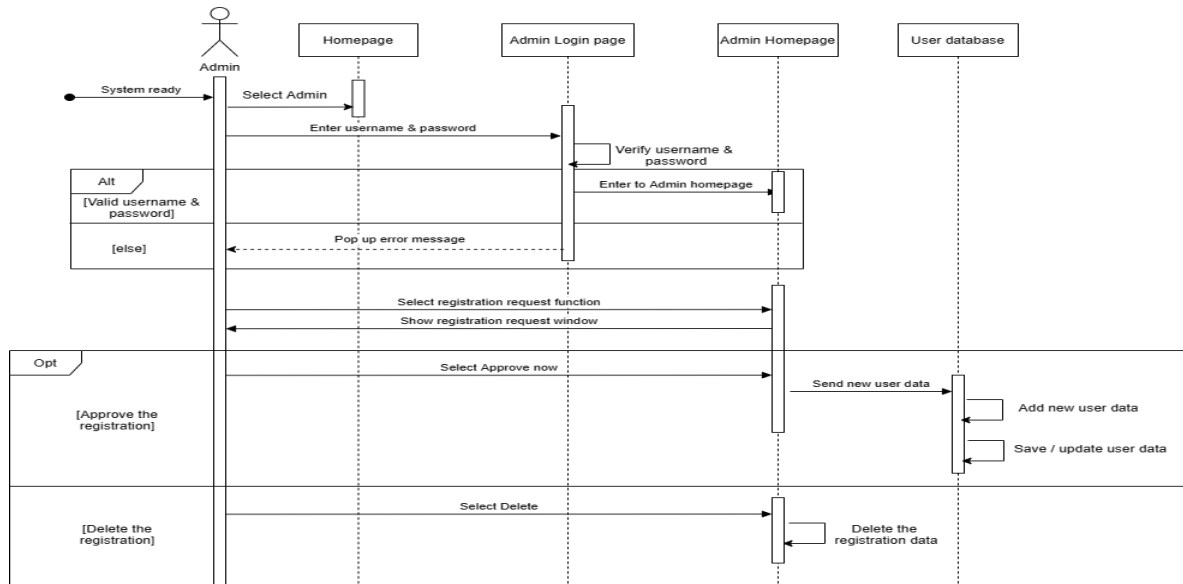 Homepage
Admin Login page
Admin Homepage
User database
Admin
System ready
Select Admin
Enter username & password
Verify username &
password
Alt
[Valid username &
password]
Enter to Admin homepage
[else]
Pop up error message
Select registration request function
Show registration request window
Opt
Select Approve now
Send new user data
[Approve the
registration]
Add new user data
Save / update user data
Select Delete
[Delete the
registration]
Delete the
registration data